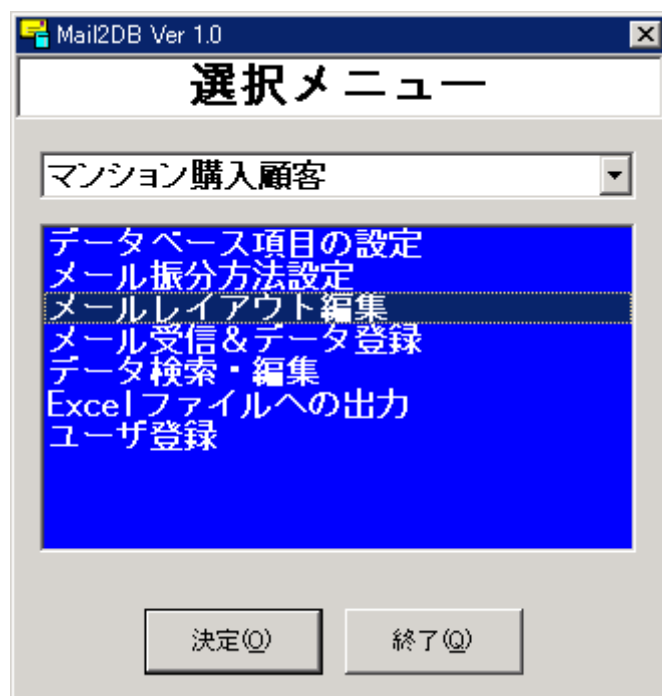 Mail2DB Ver 1.0
選択メニュー
マンション購入顧客
データベース項目の設定
メール振分方法設定
メールレイアウト編集
メール受信＆データ登録
データ検索・編集
Excelファイルへの出力
ユーザ登録
決定(O)
終了(Q)